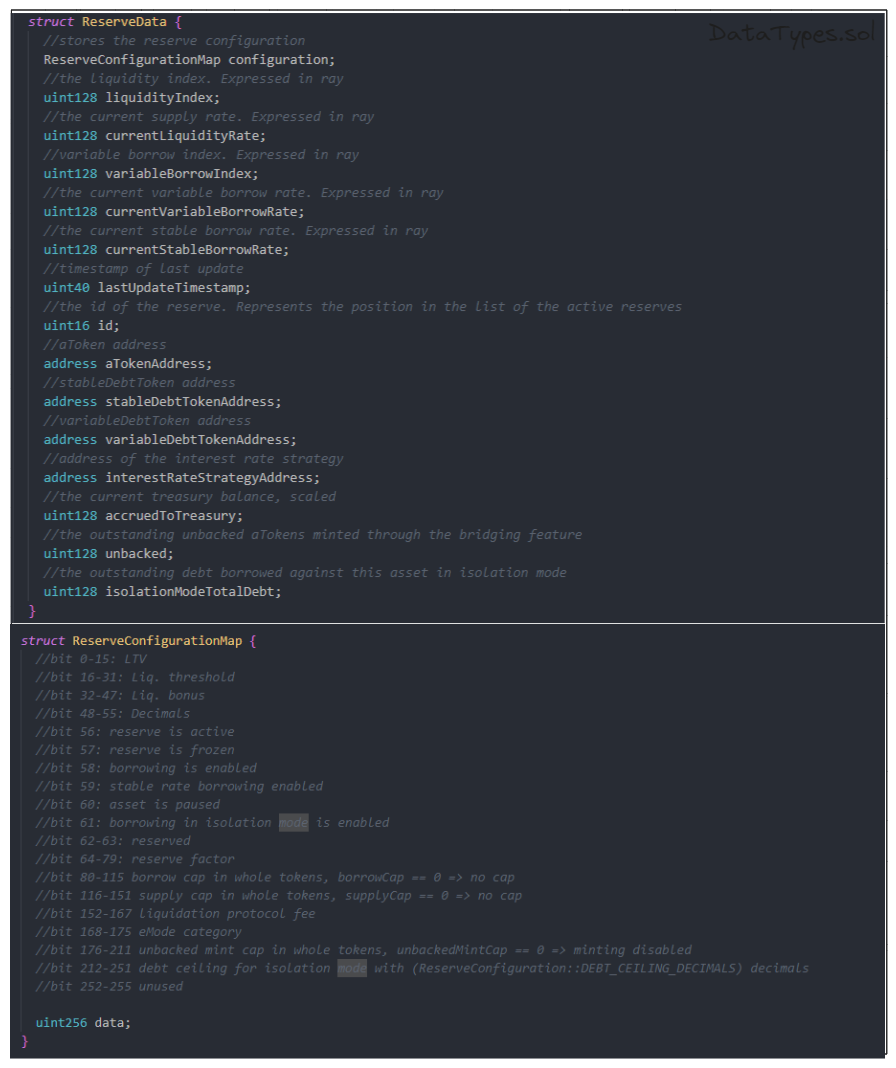 DataTypes.sol
struct ReserveData {
//stores the reserve configuration
ReserveConfigurationMap configuration;
//the liquidity index. Expressed in ray
uint128 liquidityIndex;
//the current supply rate. Expressed in ray
uint128 currentLiquidityRate;
//variable borrow index. Expressed in ray
uint128 variableBorrowIndex;
//the current variable borrow rate. Expressed in ray
uint128 currentVariableBorrowRate;
//the current stable borrow rate. Expressed in ray
uint128 currentStableBorrowRate;
//timestamp of last update
uint40 lastUpdateTimestamp;
//the id of the reserve. Represents the position in the list of the active reserves
uint16 id;
//aToken address
address aTokenAddress;
//stableDebtToken address
address stableDebtTokenAddress;
//variableDebtToken address
address variableDebtTokenAddress;
//address of the interest rate strategy
address interestRateStrategyAddress;
//the current treasury balance, scaled
uint128 accruedToTreasury;
//the outstanding unbacked aTokens minted through the bridging feature
uint128 unbacked;
//the outstanding debt borrowed against this asset in isolation mode
uint128 isolationModeTotalDebt;
}
struct ReserveConfigurationMap {
//bit 0-15: LTV
//bit 16-31: Liq. threshold
//bit 32-47: Liq. bonus
//bit 48-55: Decimals
//bit 56: reserve is active
//bit 57: reserve is frozen
//bit 58: borrowing is enabled
//bit 59: stable rate borrowing enabled
//bit 60: asset is paused
//bit 61: borrowing in isolation mode is enabled
//bit 62-63: reserved
//bit 64-79: reserve factor
//bit 80-115 borrow cap in whole tokens, borrowCap == 0 => no cap
//bit 116-151 supply cap in whole tokens, supplyCap == 0 => no cap
//bit 152-167 liquidation protocol fee
//bit 168-175 eMode category
//bit 176-211 unbacked mint cap in whole tokens, unbackedMintCap == 0 => minting disabled
//bit 212-251 debt ceiling for isolation mode with (ReserveConfiguration::DEBT_CEILING_DECIMALS) decimals
//bit 252-255 unused
uint256 data;
}